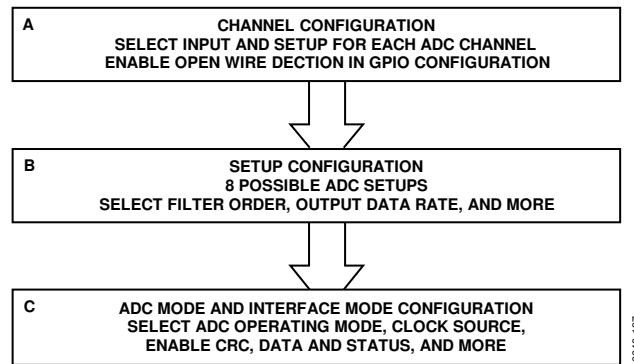 A
CHANNEL CONFIGURATION
SELECT INPUT AND SETUP FOR EACH ADC CHANNEL
ENABLE OPEN WIRE DECTION IN GPIO CONFIGURATION
B
SETUP CONFIGURATION
8 POSSIBLE ADC SETUPS
SELECT FILTER ORDER, OUTPUT DATA RATE, AND MORE
C
ADC MODE AND INTERFACE MODE CONFIGURATION
SELECT ADC OPERATING MODE, CLOCK SOURCE,
ENABLE CRC, DATA AND STATUS, AND MORE